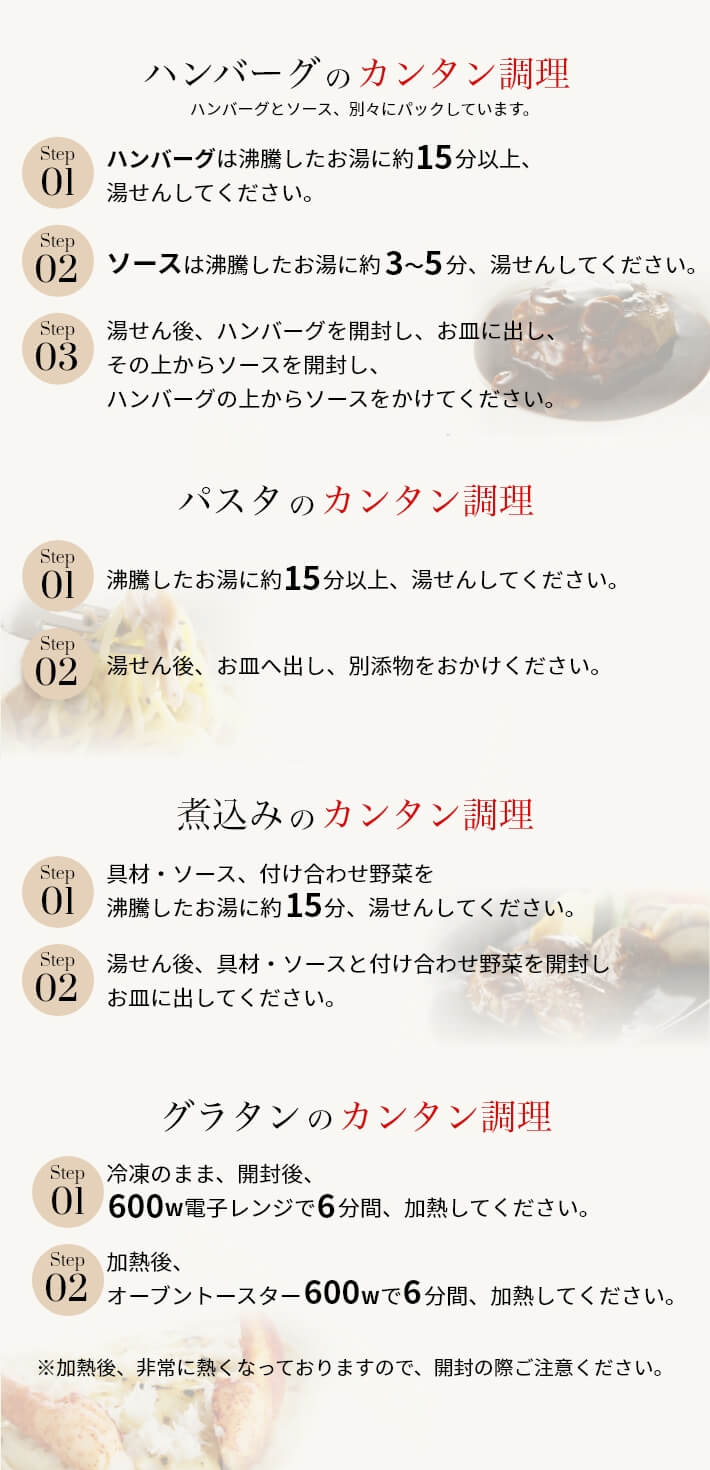 ハンバーグのカンタン調理
ハンバーグとソース、別々にパックしています。
Step
01
ハンバーグは沸騰したお湯に約15分以上、
湯せんしてください。
Step
02
ソースは沸騰したお湯に約3〜5分、湯せんしてください。
Step
03
湯せん後、ハンバーグを開封し、お皿に出し、
その上からソースを開封し、
ハンバーグの上からソースをかけてください。
パスタのカンタン調理
Step
01
沸騰したお湯に約15分以上、湯せんしてください。
Step
02
湯せん後、お皿へ出し、別添物をおかけください。
煮込みのカンタン調理
Step
01
具材・ソース、付け合わせ野菜を
沸騰したお湯に約15分、湯せんしてください。
Step
02
湯せん後、具材・ソースと付け合わせ野菜を開封し
お皿に出してください。
グラタンのカンタン調理
Step
01
冷凍のまま、開封後、
600w電子レンジで6分間、加熱してください。
Step
02
加熱後、
オーブントースター600wで6分間、加熱してください。
※加熱後、非常に熱くなっておりますので、開封の際ご注意ください。